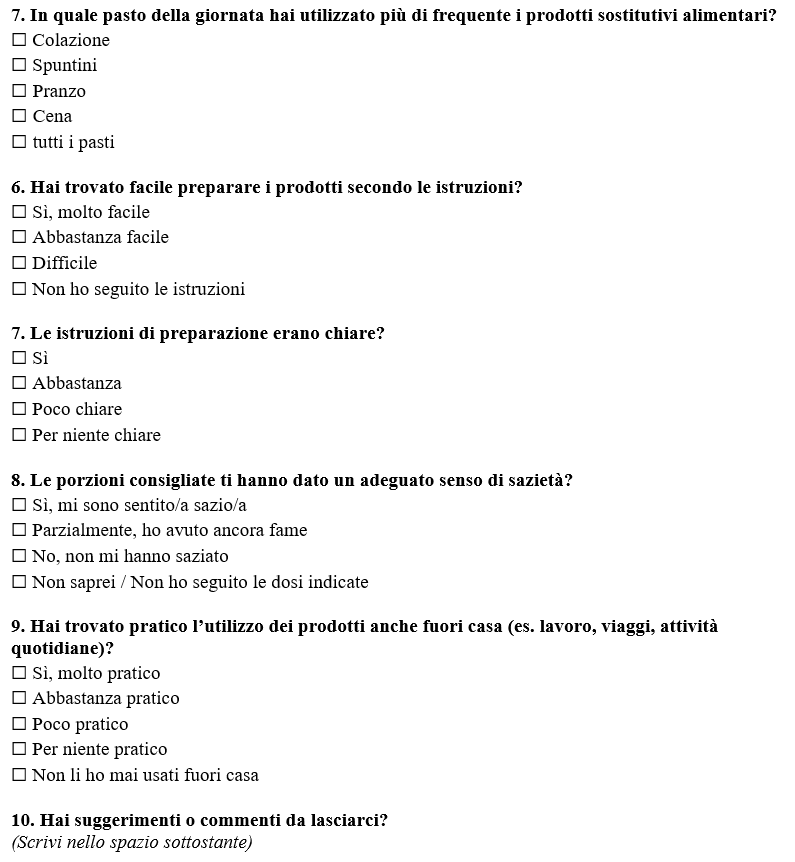 7. In quale pasto della giornata hai utilizzato più di frequente i prodotti sostitutivi alimentari?
☐ Colazione
☐ Spuntini
☐ Pranzo
☐ Cena
☐ tutti i pasti
6. Hai trovato facile preparare i prodotti secondo le istruzioni?
☐ Sì, molto facile
☐ Abbastanza facile
☐ Difficile
☐ Non ho seguito le istruzioni
7. Le istruzioni di preparazione erano chiare?
☐ Sì
☐ Abbastanza
☐ Poco chiare
☐ Per niente chiare
8. Le porzioni consigliate ti hanno dato un adeguato senso di sazietà?
☐ Sì, mi sono sentito/a sazio/a
☐ Parzialmente, ho avuto ancora fame
☐ No, non mi hanno saziato
☐ Non saprei / Non ho seguito le dosi indicate
9. Hai trovato pratico l’utilizzo dei prodotti anche fuori casa (es. lavoro, viaggi, attività
quotidiane)?
☐ Sì, molto pratico
☐ Abbastanza pratico
☐ Poco pratico
☐ Per niente pratico
☐ Non li ho mai usati fuori casa
10. Hai suggerimenti o commenti da lasciarci?
(Scrivi nello spazio sottostante)